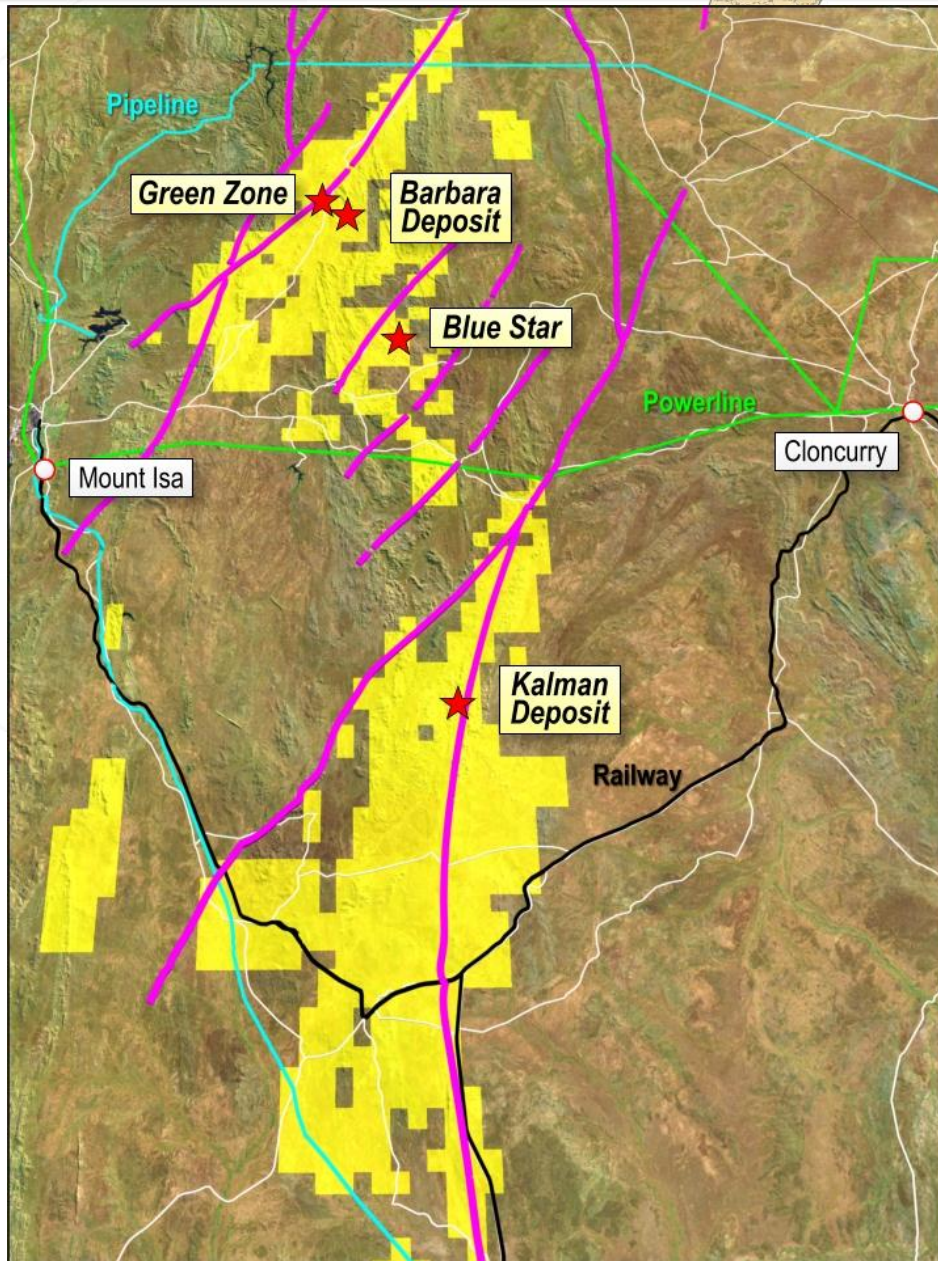 Pipeline
Green Zone
Barbara
Deposit
Blue Star
Powerline
Cloncurry
Mount Isa
Kalman
Deposit
Railway